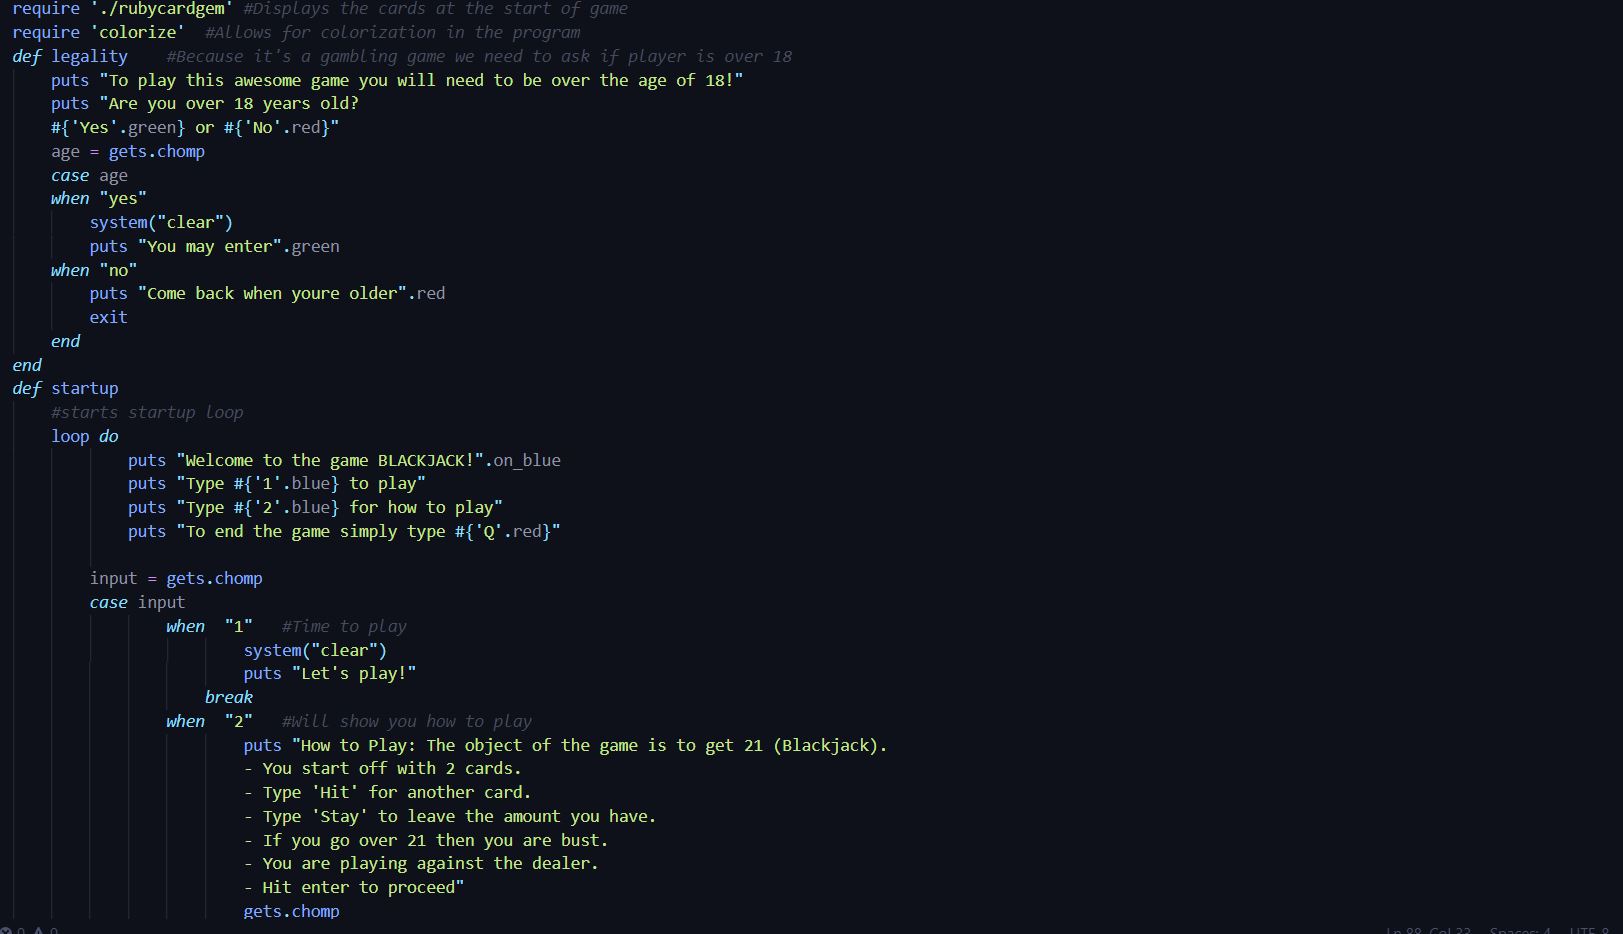 require './rubycardgem' #Displays the cards at the start of game
require 'colorize'  #Allows for colorization in the program
def legality    #Because it's a gambling game we need to ask if player is over 18
    puts "To play this awesome game you will need to be over the age of 18!"
    puts "Are you over 18 years old?
    #{'Yes'.green} or #{'No'.red}"
    age = gets.chomp
    case age
    when "yes"
        system("clear")
        puts "You may enter".green
    when "no"
        puts "Come back when youre older".red
        exit
    end
end
def startup
    #starts startup loop
    loop do
            puts "Welcome to the game BLACKJACK!".on_blue
            puts "Type #{'1'.blue} to play"
            puts "Type #{'2'.blue} for how to play"
            puts "To end the game simply type #{'Q'.red}"
        input = gets.chomp
        case input
                when  "1"   #Time to play
                        system("clear")
                        puts "Let's play!"
                    break
                when  "2"   #Will show you how to play
                        puts "How to Play: The object of the game is to get 21 (Blackjack).
                        - You start off with 2 cards.
                        - Type 'Hit' for another card.
                        - Type 'Stay' to leave the amount you have.
                        - If you go over 21 then you are bust.
                        - You are playing against the dealer.
                        - Hit enter to proceed"
                        gets.chomp
0 0 Ln 88, Col 33 Spaces: 4 UTF-8